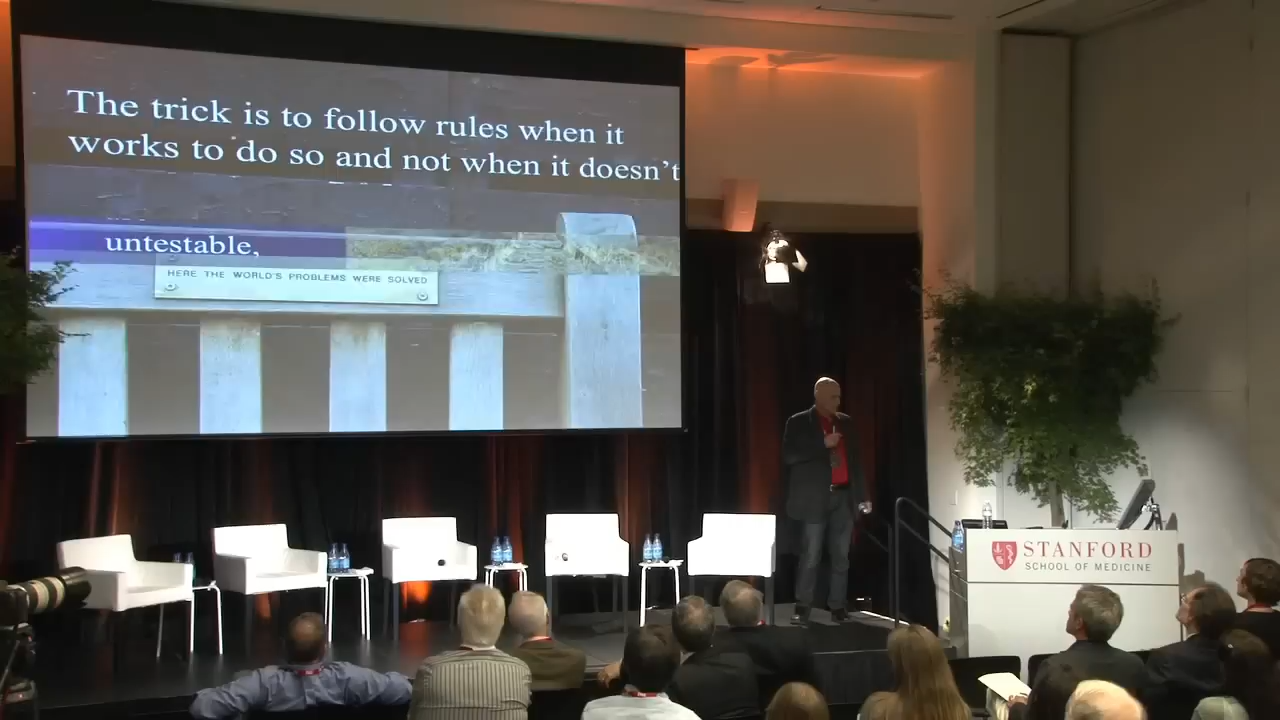 The trick is to follow rules when it
works to do so and not when it doesn't
untestable,
HERE THE WORLD'S PROBLEMS WERE SOLVED
STANFORD
SCHOOL OF MEDICINE